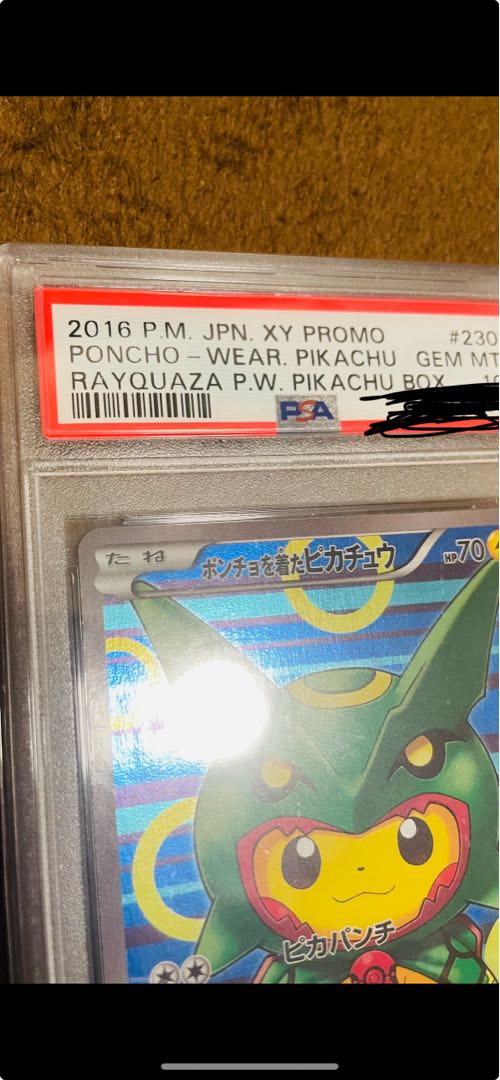 2016 P.M. JPN. XY PROMO #230
PONCHO-WEAR. PIKACHU GEM MT
RAYQUAZA P.W. PIKACHU BOX
PSA
たね ポンチョを着たピカチュウ HP70
ピカパンチ